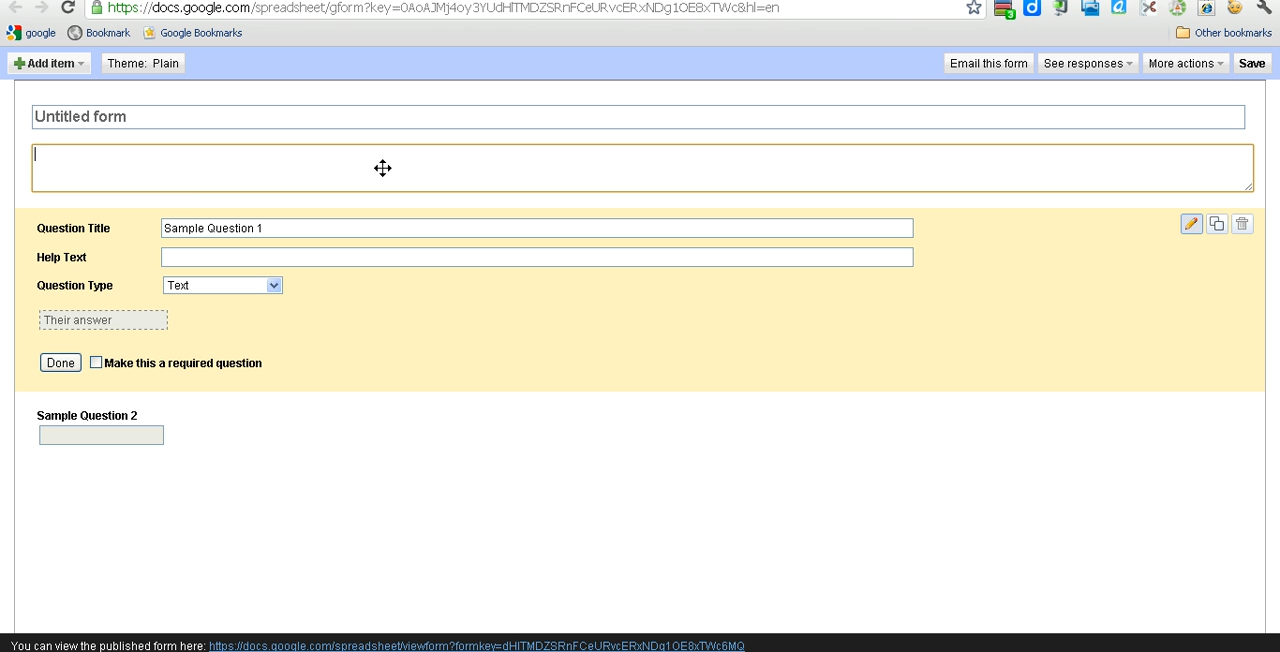 https://docs.google.com/spreadsheet/gform?key=0AoAJMj4oy3YUdHlTMDZSRnFCeURvcERxNDg1OE8xTWc&hl=en
google Bookmark Google Bookmarks Other bookmarks
Add item Theme: Plain Email this form See responses More actions Save
Untitled form
Question Title Sample Question 1
Help Text
Question Type Text
Their answer
Done Make this a required question
Sample Question 2
You can view the published form here: https://docs.google.com/spreadsheet/viewform?formkey=dHlTMDZSRnFCeURvcERxNDg1OE8xTWc6MQ